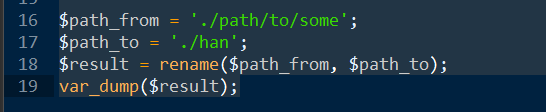 16 $path_from = './path/to/some';
17 $path_to = './han';
18 $result = rename($path_from, $path_to);
19 var_dump($result);